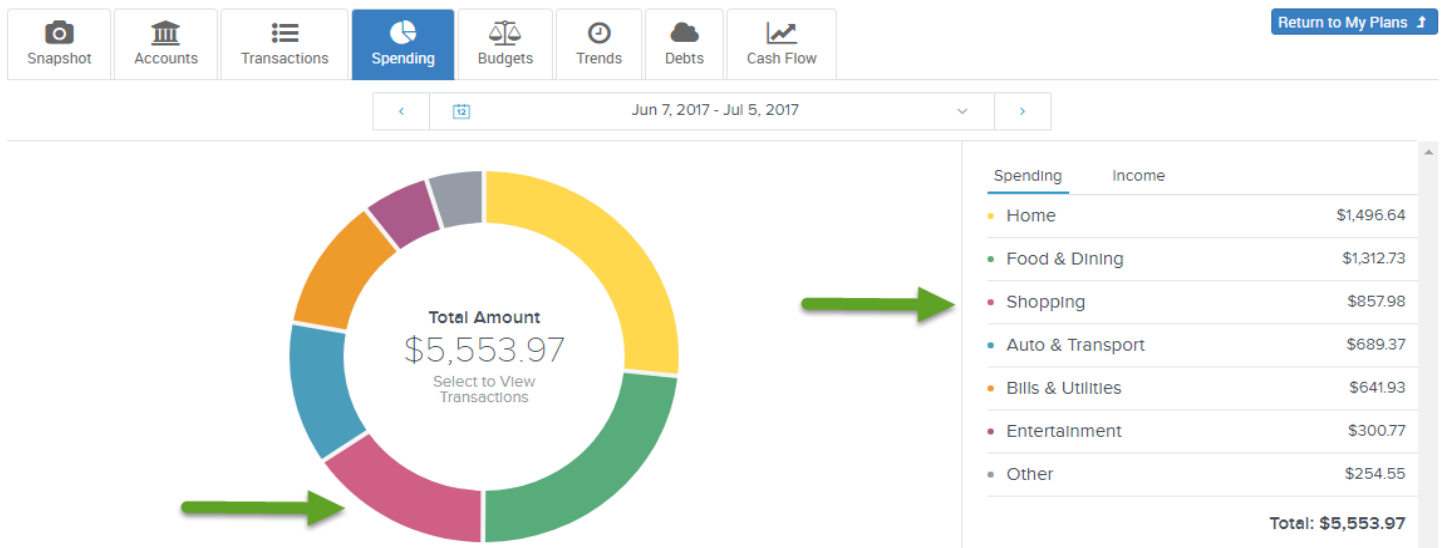 Return to My Plans
Snapshot
Accounts
Transactions
Spending
Budgets
Trends
Debts
Cash Flow
12
Jun 7, 2017 - Jul 5, 2017
Spending Income
Home $1,496.64
Food & Dining $1,312.73
Shopping $857.98
Auto & Transport $689.37
Bills & Utilities $641.93
Entertainment $300.77
Other $254.55
Total: $5,553.97
Total Amount
$5,553.97
Select to View
Transactions